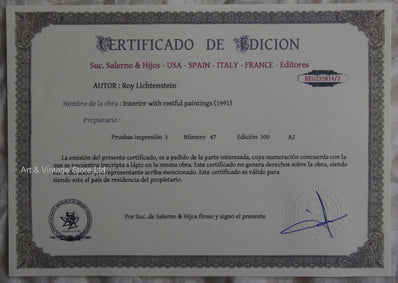 CERTIFICADO DE EDICION
Suc. Salerno & Hijos - USA - SPAIN - ITALY - FRANCE - Editores
REG235814/2
AUTOR : Roy Lichtenstein
Nombre de la obra : Interior with restful paintings (1991)
Propietario :
Pruebas impresión 3 Número 47 Edición 300 A2
La emisión del presente certificado, es a pedido de la parte interesada, cuya numeración concuerda con la
que se encuentra inscripta a lápiz en la misma obra. Este certificado no genera derechos sobre la obra, siendo
representante arriba mencionado. Este certificado es válido para
siendo este el país de residencia del propietario.
Art & Vintage Store Ltd
Por Suc. de Salerno & Hijos firmo y signo el presente